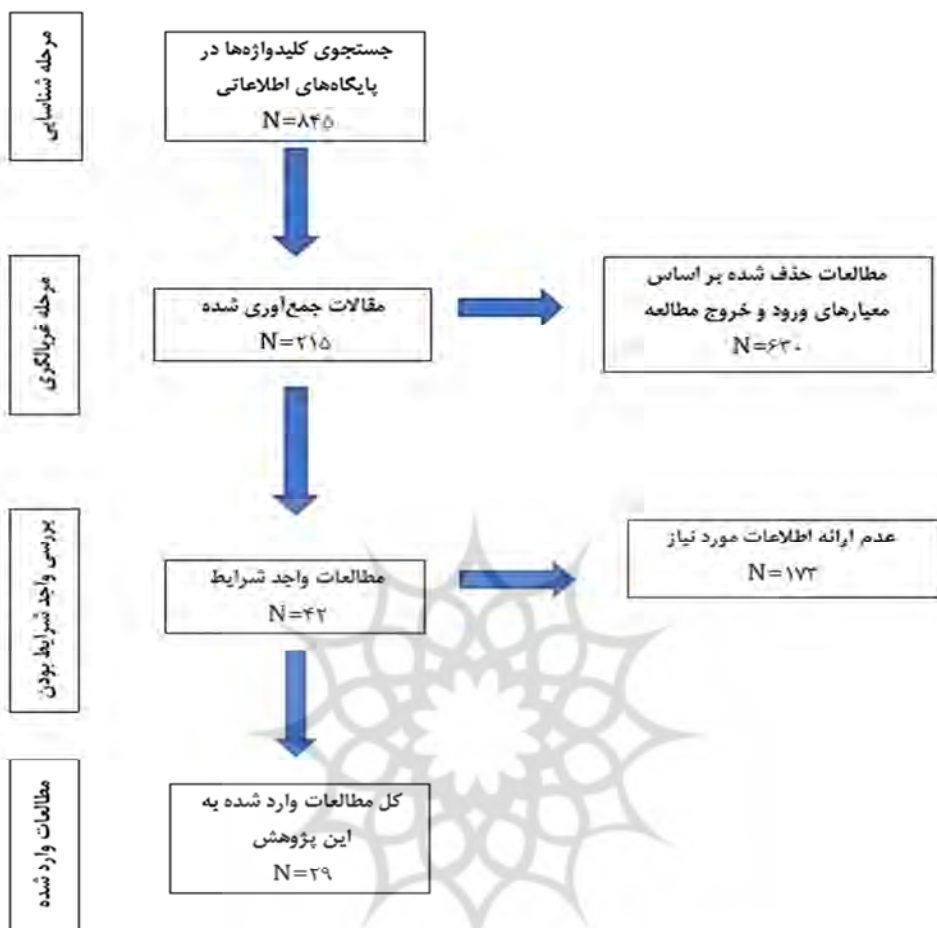 مرحله شناسایی
جستجوی کلیدواژه‌ها در
پایگاه‌های اطلاعاتی
N=۸۴۵
مرحله غربالگری
مقالات جمع‌آوری شده
N=۲۱۵
مطالعات حذف شده بر اساس
معیارهای ورود و خروج مطالعه
N=۶۳۰
بررسی واجد شرایط بودن
مطالعات واجد شرایط
N=۴۲
عدم ارائه اطلاعات مورد نیاز
N=۱۷۳
مطالعات وارد شده
کل مطالعات وارد شده به
این پژوهش
N=۲۹